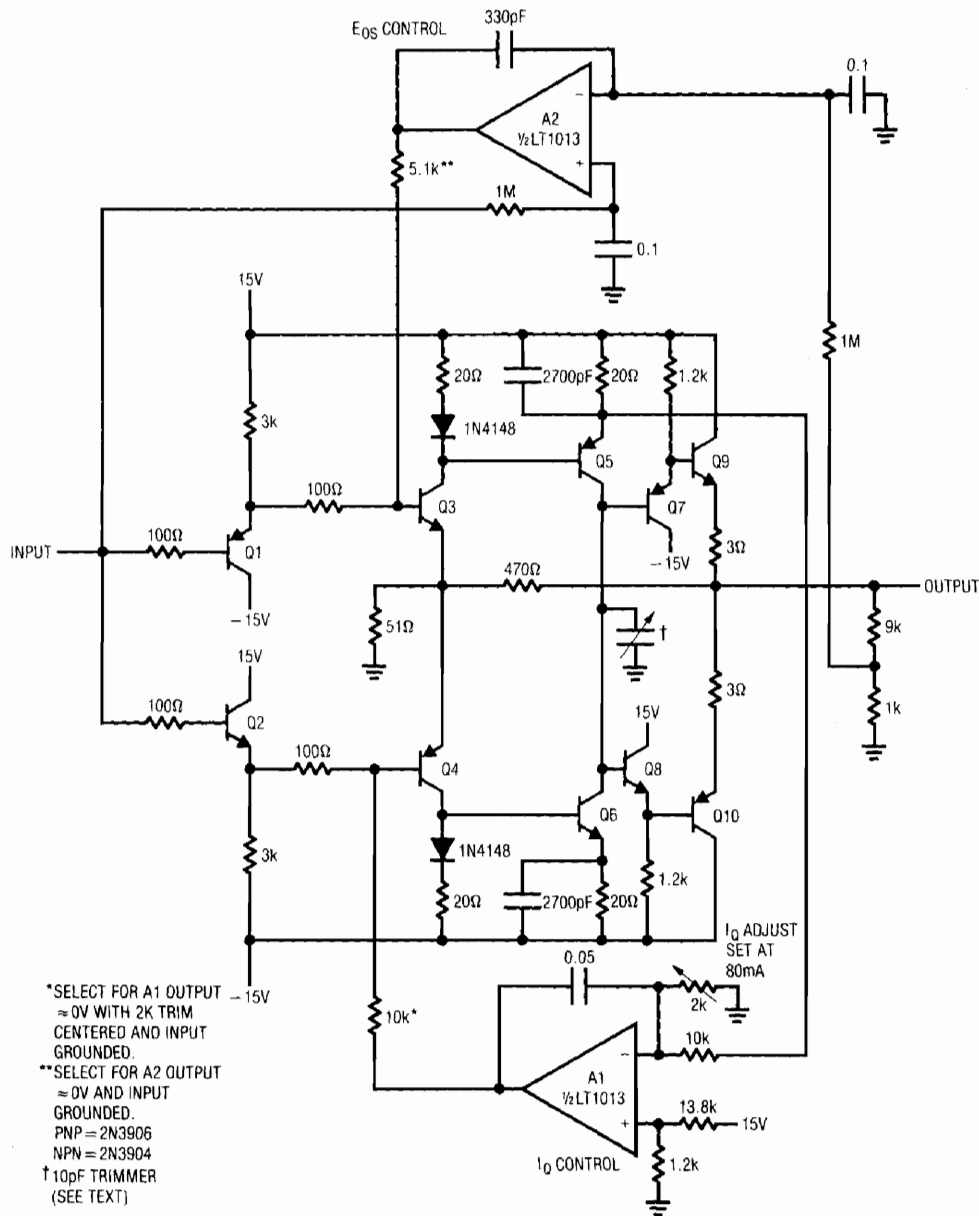 330pF
EOS CONTROL
0.1
A2
½LT1013
−
+
5.1k**
1M
0.1
15V
1M
20Ω
2700pF
20Ω
1.2k
3k
1N4148
Q5
Q9
100Ω
Q3
Q7
100Ω
3Ω
INPUT
Q1
−15V
470Ω
OUTPUT
−15V
51Ω
†
9k
15V
3Ω
100Ω
15V
1k
Q2
100Ω
Q4
Q8
Q6
Q10
3k
1N4148
1.2k
20Ω
2700pF
20Ω
IQ ADJUST
SET AT
80mA
0.05
−15V
2k
10k*
10k
−
A1
½LT1013
13.8k
+
15V
1.2k
IQ CONTROL
*SELECT FOR A1 OUTPUT
≈0V WITH 2K TRIM
CENTERED AND INPUT
GROUNDED.
**SELECT FOR A2 OUTPUT
≈0V AND INPUT
GROUNDED.
PNP = 2N3906
NPN = 2N3904
†10pF TRIMMER
(SEE TEXT)